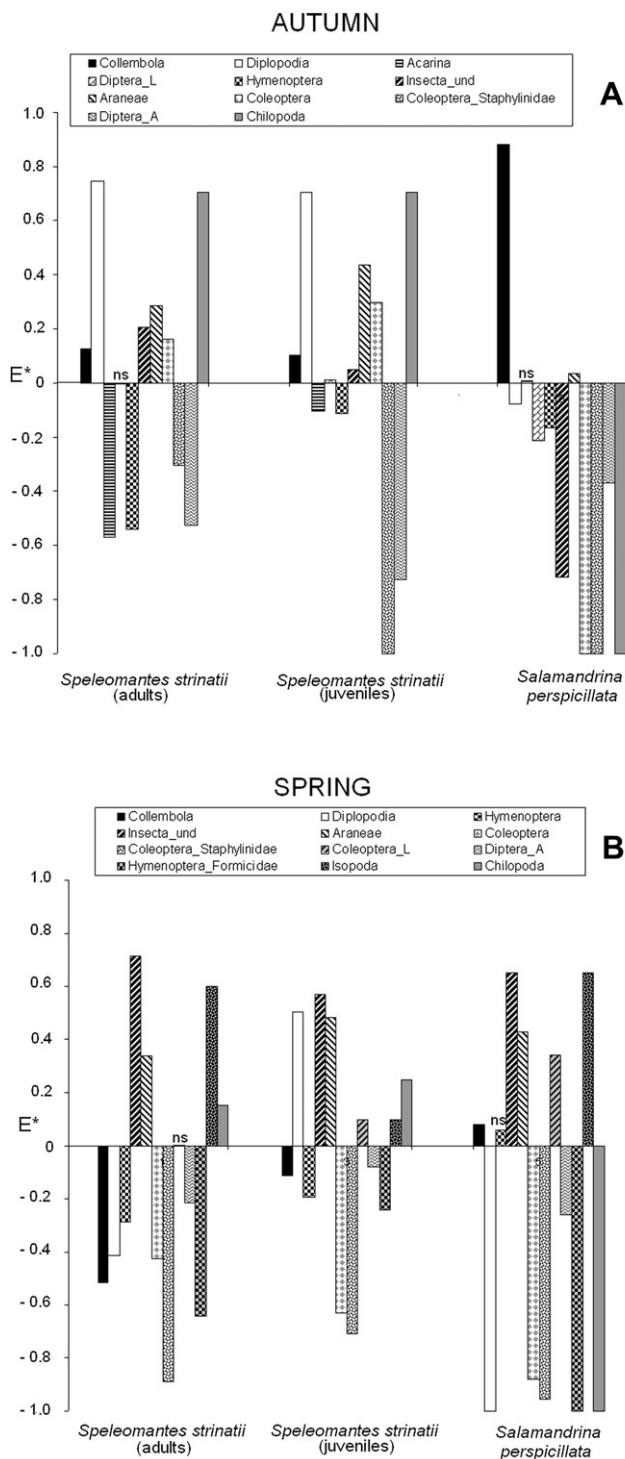 AUTUMN
Collembola Diplopodia Acarina
Diptera_L Hymenoptera Insecta_und
Araneae Coleoptera Coleoptera_Staphylinidae
Diptera_A Chilopoda
A
1.0
0.8
0.6
0.4
0.2
E*
0
- 0.2
- 0.4
- 0.6
- 0.8
- 1.0
ns
ns
Speleomantes strinatii
(adults)
Speleomantes strinatii
(juveniles)
Salamandrina
perspicillata
SPRING
Collembola Diplopodia Hymenoptera
Insecta_und Araneae Coleoptera
Coleoptera_Staphylinidae Coleoptera_L Diptera_A
Hymenoptera_Formicidae Isopoda Chilopoda
B
1.0
0.8
0.6
0.4
0.2
E*
0
- 0.2
- 0.4
- 0.6
- 0.8
- 1.0
ns
ns
Speleomantes strinatii
(adults)
Speleomantes strinatii
(juveniles)
Salamandrina
perspicillata